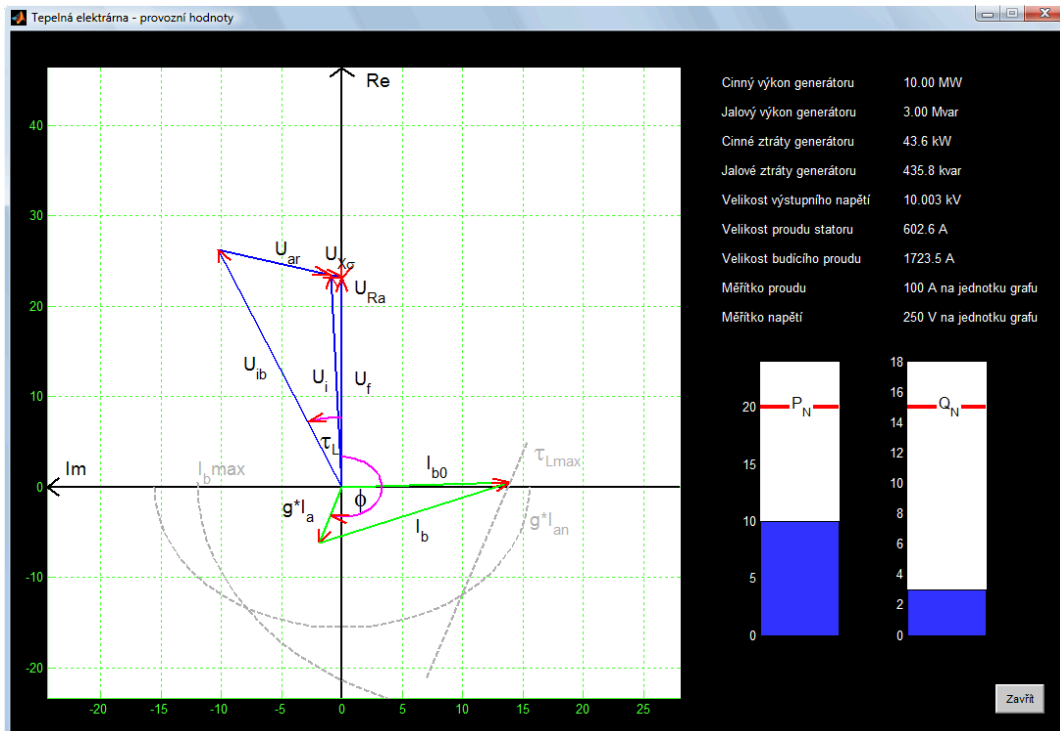 Tepelná elektrárna - provozní hodnoty
Re
40
30
20
10
0
-10
-20
-20
-15
-10
-5
0
5
10
15
20
25
U_ar
U_Xσ
U_Ra
U_ib
U_i
U_f
τ_L
Im
I_b max
I_b0
τ_Lmax
g*I_a
ϕ
I_b
g*I_an
Cinný výkon generátoru 10.00 MW
Jalový výkon generátoru 3.00 Mvar
Cinné ztráty generátoru 43.6 kW
Jalové ztráty generátoru 435.8 kvar
Velikost výstupního napětí 10.003 kV
Velikost proudu statoru 602.6 A
Velikost budícího proudu 1723.5 A
Měřítko proudu 100 A na jednotku grafu
Měřítko napětí 250 V na jednotku grafu
20
15
10
5
0
P_N
18
16
14
12
10
8
6
4
2
0
Q_N
Zavřít